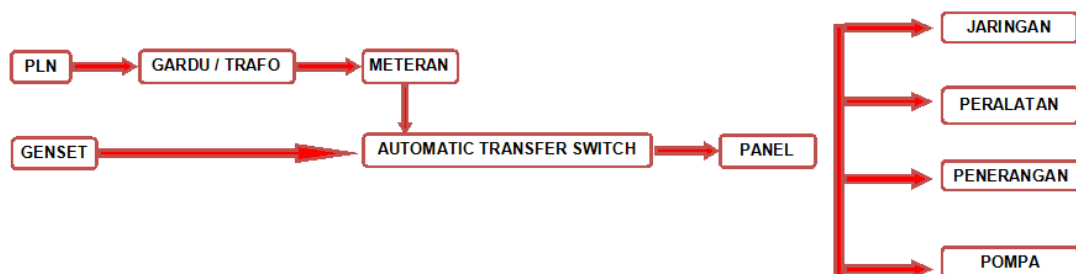 JARINGAN
PLN
GARDU / TRAFO
METERAN
PERALATAN
GENSET
AUTOMATIC TRANSFER SWITCH
PANEL
PENERANGAN
POMPA